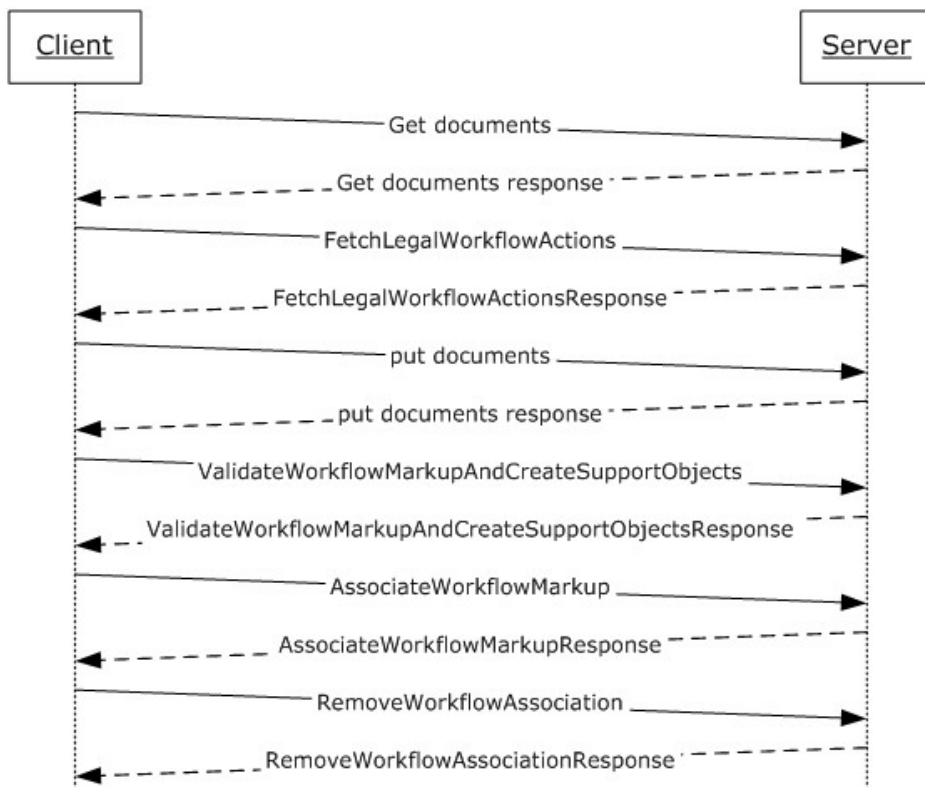 Client
Server
Get documents
Get documents response
FetchLegalWorkflowActions
FetchLegalWorkflowActionsResponse
put documents
put documents response
ValidateWorkflowMarkupAndCreateSupportObjects
ValidateWorkflowMarkupAndCreateSupportObjectsResponse
AssociateWorkflowMarkup
AssociateWorkflowMarkupResponse
RemoveWorkflowAssociation
RemoveWorkflowAssociationResponse